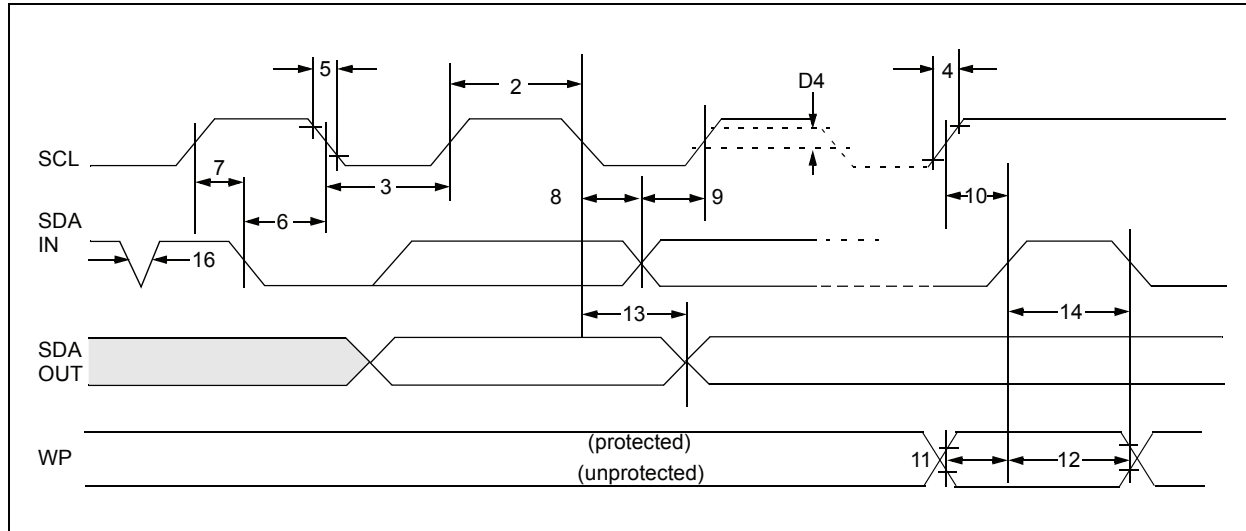 5
2
D4
4
SCL
7
3
8
9
10
SDA
IN
6
16
13
14
SDA
OUT
WP
(protected)
(unprotected)
11
12